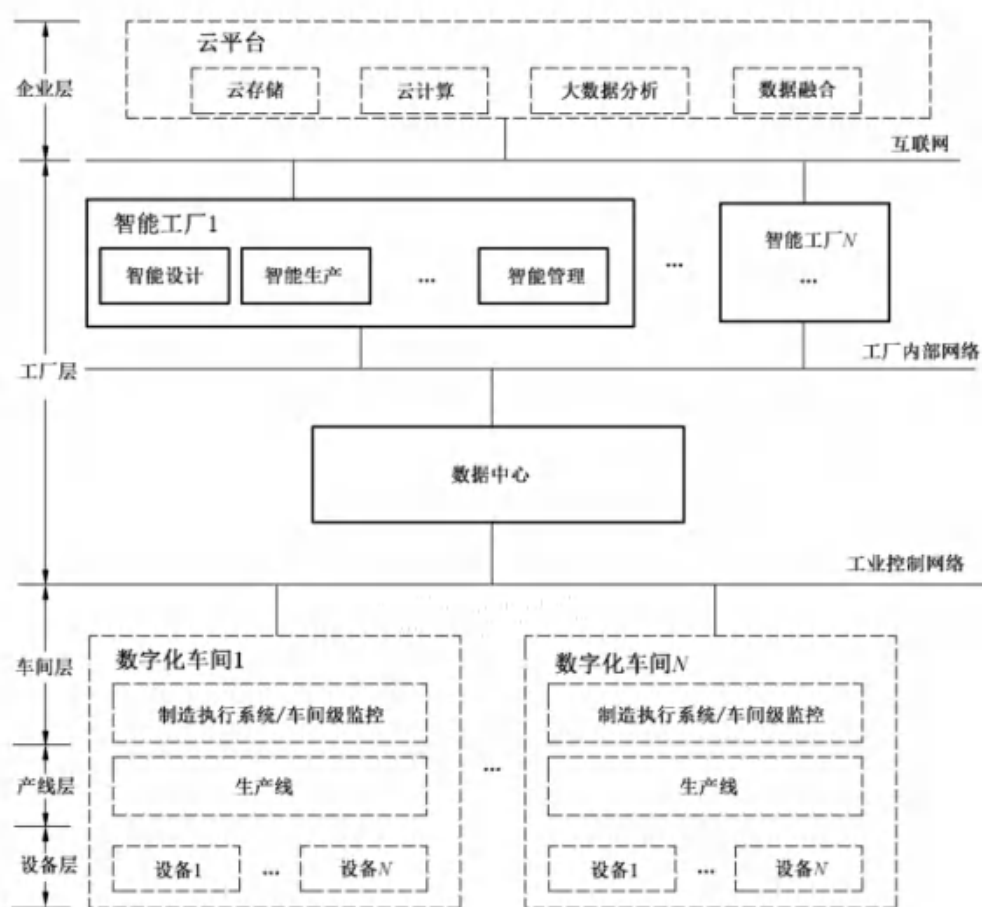 云平台
企业层
云存储 云计算 大数据分析 数据融合
互联网
智能工厂1
智能设计 智能生产 … 智能管理
…
智能工厂N
…
工厂内部网络
工厂层
数据中心
工业控制网络
车间层
数字化车间1
制造执行系统/车间级监控
数字化车间N
制造执行系统/车间级监控
…
产线层
生产线
生产线
设备层
设备1 … 设备N
设备1 … 设备N